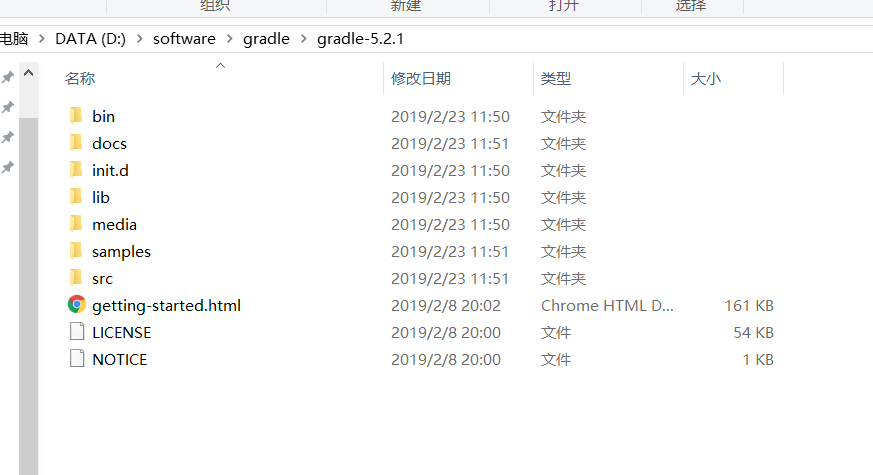 组织 新建 打开 选择
电脑 > DATA (D:) > software > gradle > gradle-5.2.1
名称 修改日期 类型 大小
bin 2019/2/23 11:50 文件夹
docs 2019/2/23 11:51 文件夹
init.d 2019/2/23 11:50 文件夹
lib 2019/2/23 11:50 文件夹
media 2019/2/23 11:50 文件夹
samples 2019/2/23 11:51 文件夹
src 2019/2/23 11:51 文件夹
getting-started.html 2019/2/8 20:02 Chrome HTML D... 161 KB
LICENSE 2019/2/8 20:00 文件 54 KB
NOTICE 2019/2/8 20:00 文件 1 KB